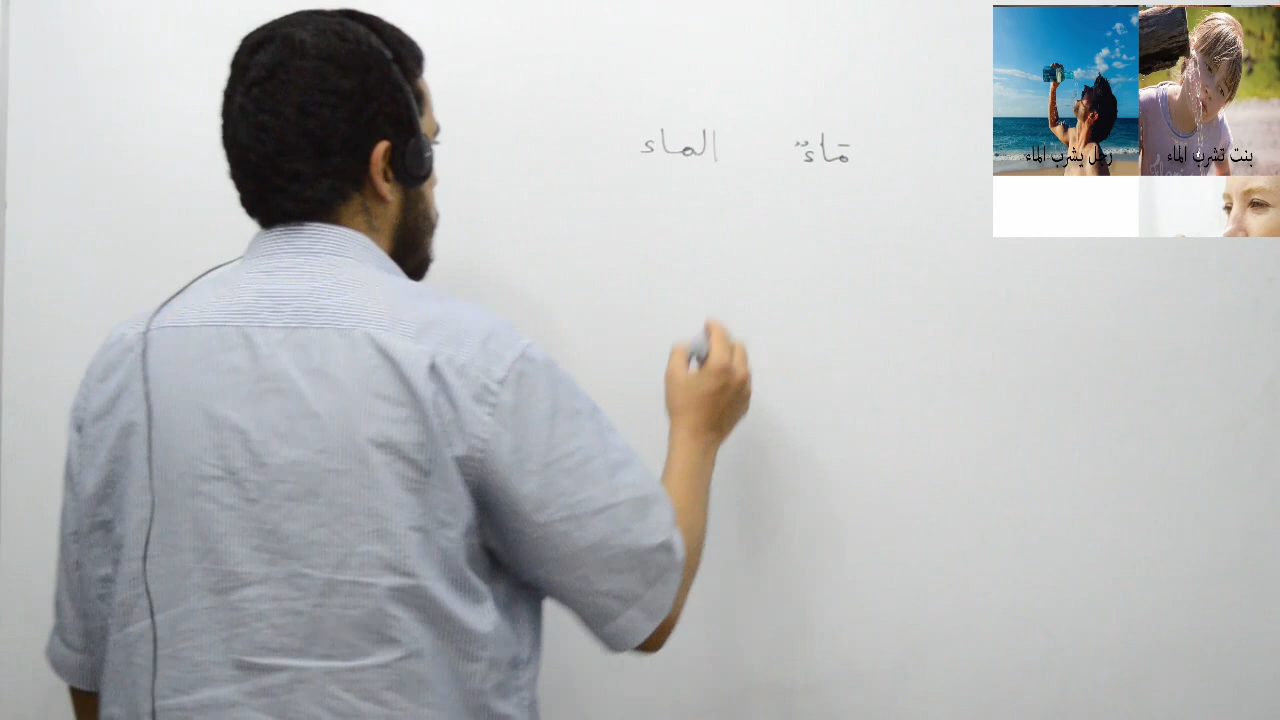 مَاءٌ الماء
رجل يشرب الماء
بنت تشرب الماء